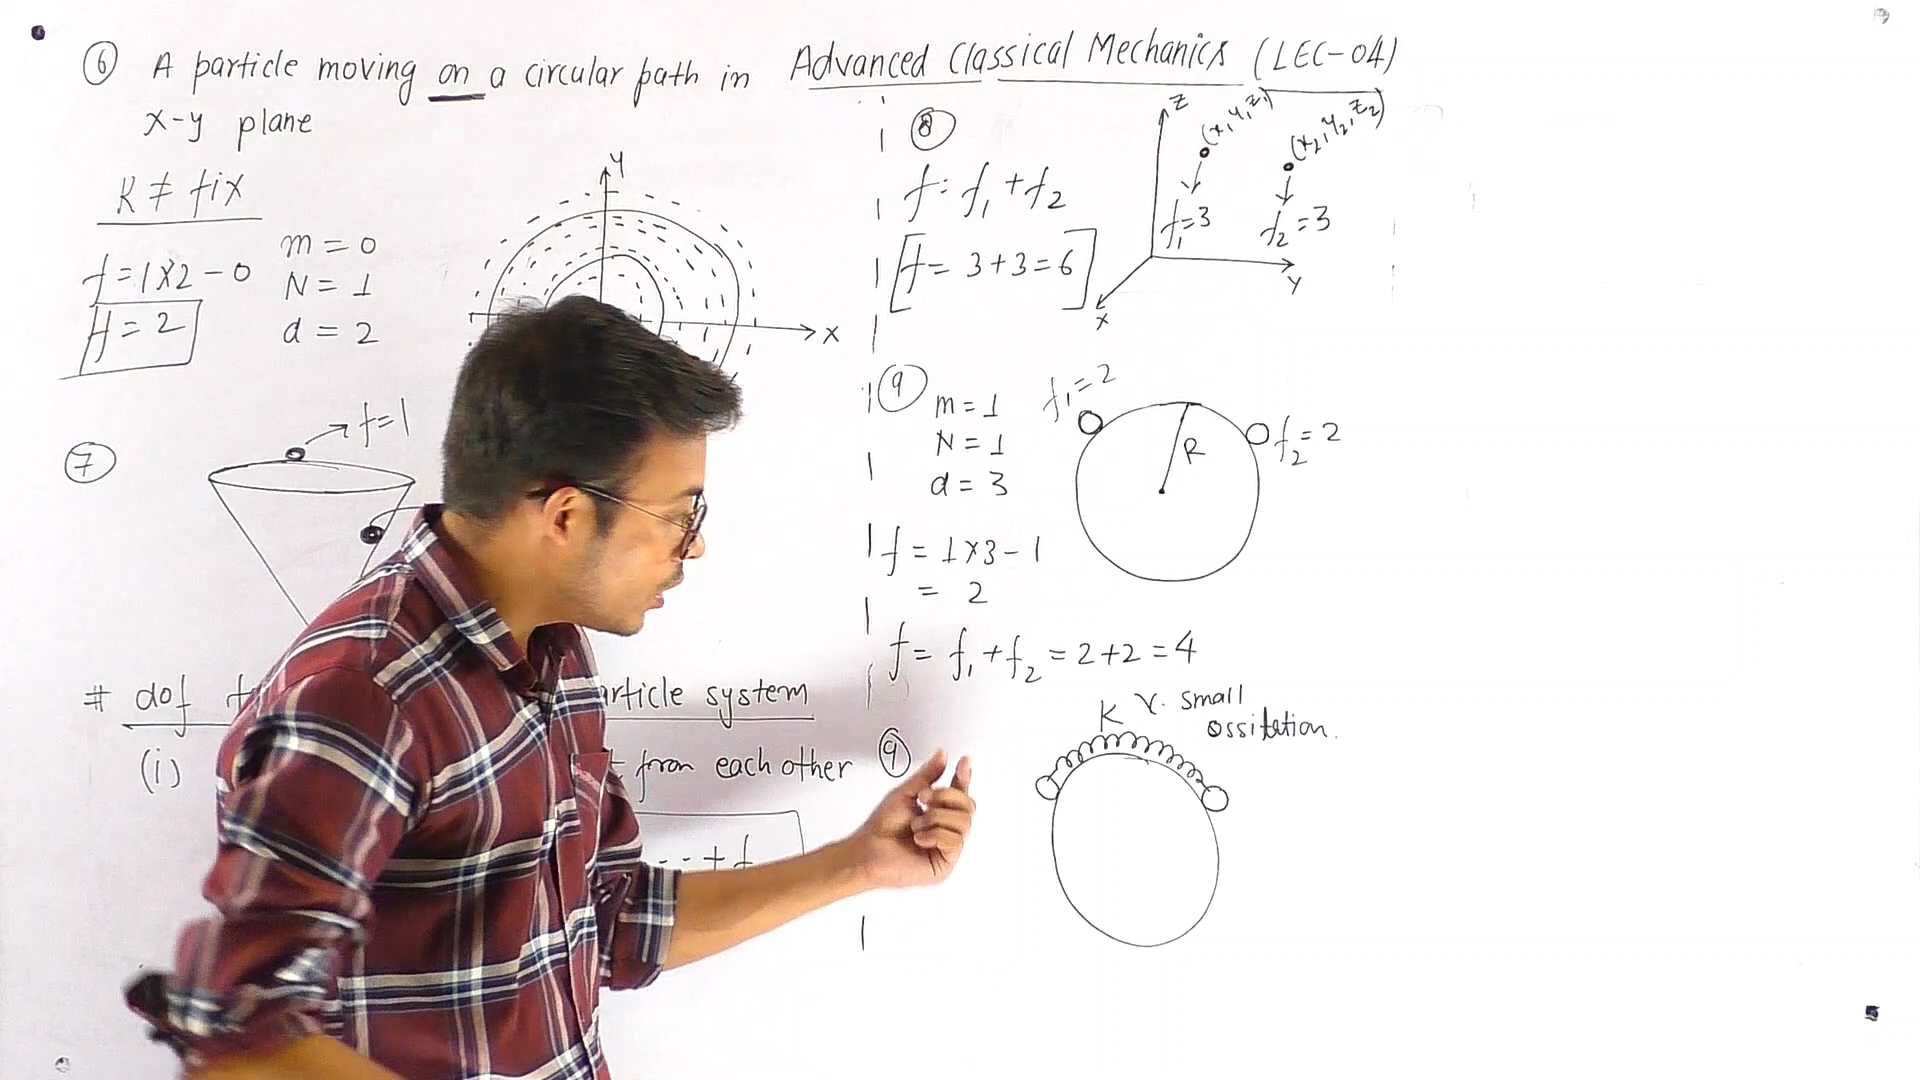 Advanced Classical Mechanics (LEC-04)
⑥ A particle moving on a circular path in
x-y plane
R ≠ fix
f = 1×2 - 0
f = 2
m = 0
N = 1
d = 2
Y
X
⑦
f=1
# dof
article system
(i)
from each other
--- + f
⑧
f = f₁ + f₂
f = 3+3 = 6
Z
(x₁, y₁, z₁)
(x₂, y₂, z₂)
f₁=3
f₂=3
Y
X
⑨
m = 1
N = 1
d = 3
f₁=2
f₂=2
R
f = 1×3 - 1
= 2
f = f₁ + f₂ = 2+2 = 4
⑨
K
small